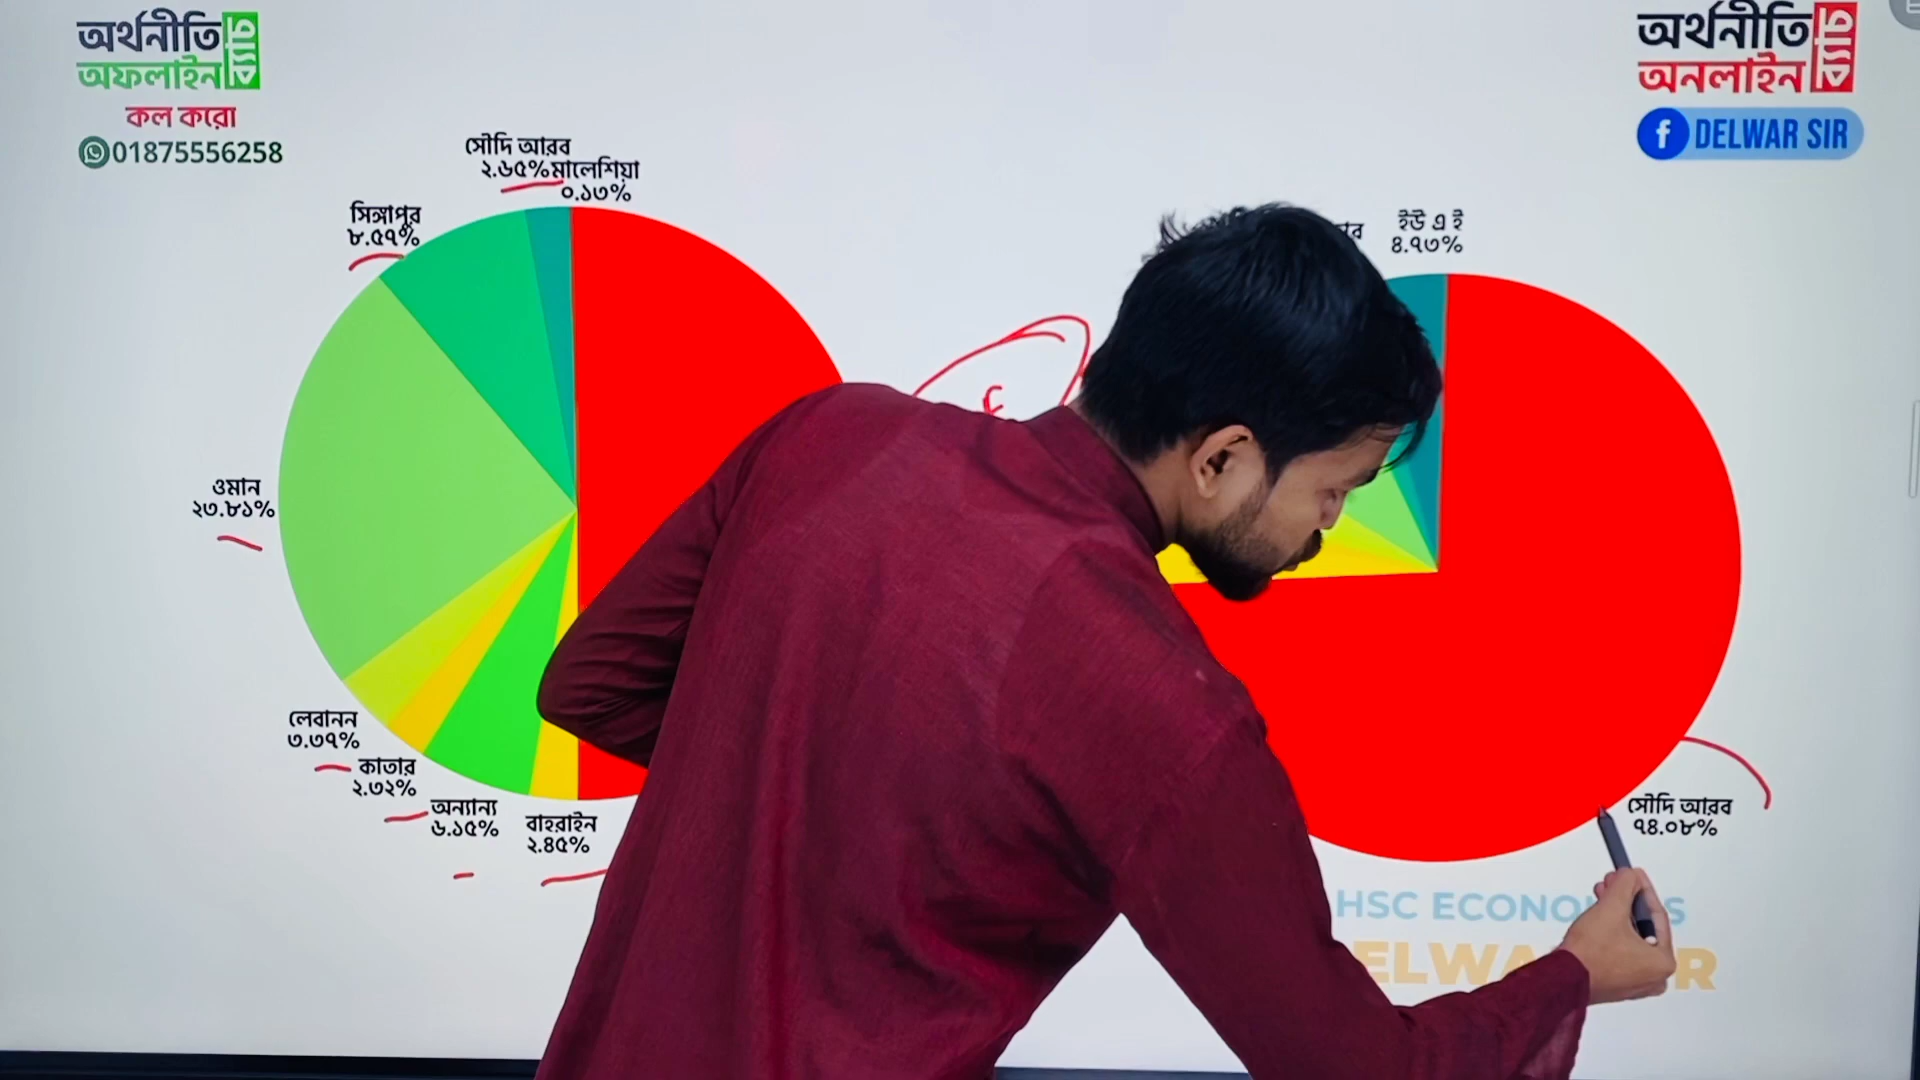 অর্থনীতি
অফলাইন
ব্যাচ
কল করো
01875556258
অর্থনীতি
অনলাইন
ব্যাচ
f DELWAR SIR
সৌদি আরব
২.৬৫%
মালেশিয়া
০.১৩%
সিঙ্গাপুর
৮.৫৭%
ওমান
২৩.৮১%
লেবানন
৩.৩৭%
কাতার
২.৩২%
অন্যান্য
৬.১৫%
বাহরাইন
২.৪৫%
ইউ এ ই
৪.৭৩%
সৌদি আরব
৭৪.০৮%
HSC